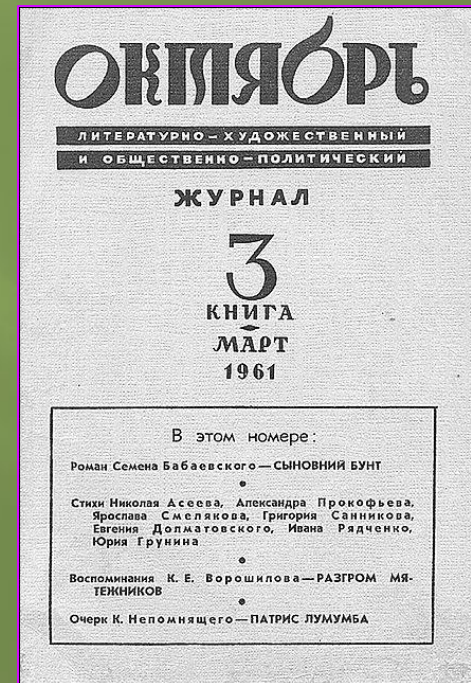 ОКТЯБРЬ
ЛИТЕРАТУРНО-ХУДОЖЕСТВЕННЫЙ
И ОБЩЕСТВЕННО-ПОЛИТИЧЕСКИЙ
ЖУРНАЛ
3
КНИГА
МАРТ
1961
В этом номере:
Роман Семена Бабаевского — СЫНОВНИЙ БУНТ
Стихи Николая Асеева, Александра Прокофьева,
Ярослава Смелякова, Григория Санникова,
Евгения Долматовского, Ивана Рядченко,
Юрия Грунина
Воспоминания К. Е. Ворошилова — РАЗГРОМ МЯ-
ТЕЖНИКОВ
Очерк К. Непомнящего — ПАТРИС ЛУМУМБА